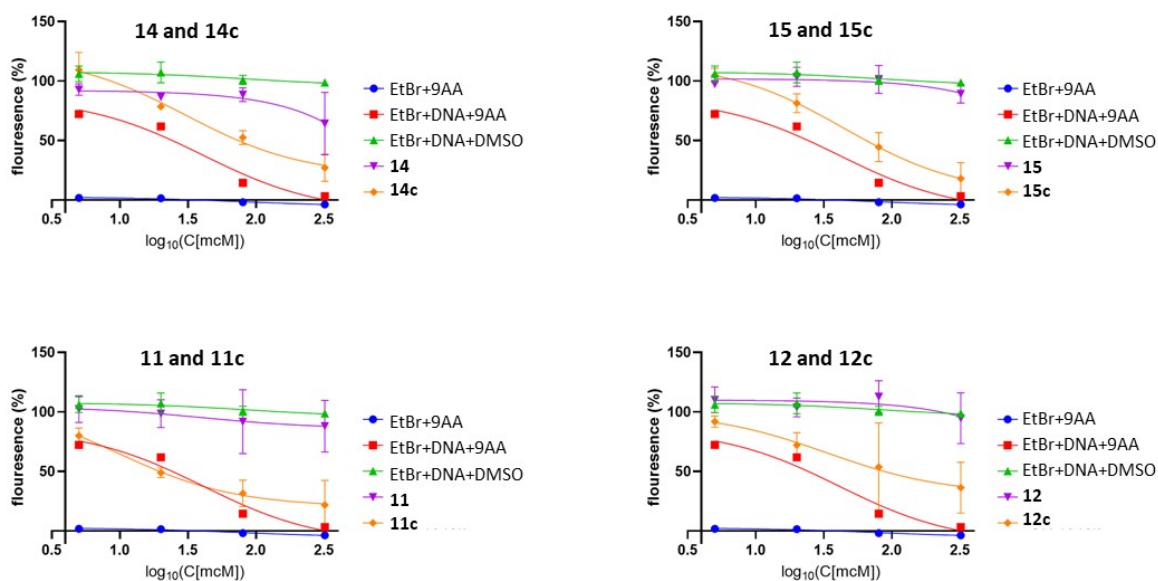 14 and 14c
150
100
50
0
flouresence (%)
0.5 1.0 1.5 2.0 2.5
log10(C[mcM])
EtBr+9AA
EtBr+DNA+9AA
EtBr+DNA+DMSO
14
14c
15 and 15c
150
100
50
0
flouresence (%)
0.5 1.0 1.5 2.0 2.5
log10(C[mcM])
EtBr+9AA
EtBr+DNA+9AA
EtBr+DNA+DMSO
15
15c
11 and 11c
150
100
50
0
flouresence (%)
0.5 1.0 1.5 2.0 2.5
log10(C[mcM])
EtBr+9AA
EtBr+DNA+9AA
EtBr+DNA+DMSO
11
11c
12 and 12c
150
100
50
0
flouresence (%)
0.5 1.0 1.5 2.0 2.5
log10(C[mcM])
EtBr+9AA
EtBr+DNA+9AA
EtBr+DNA+DMSO
12
12c